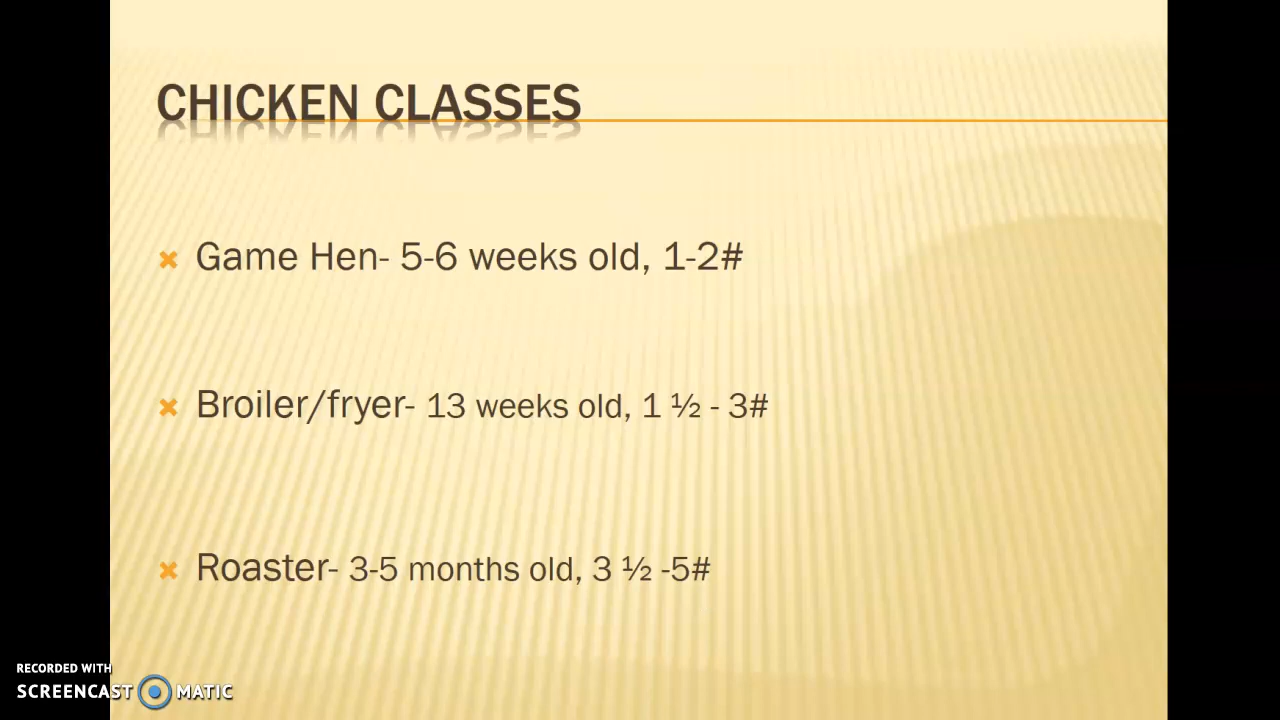 CHICKEN CLASSES
Game Hen- 5-6 weeks old, 1-2#
Broiler/fryer- 13 weeks old, 1 ½ - 3#
Roaster- 3-5 months old, 3 ½ -5#
RECORDED WITH
SCREENCAST MATIC